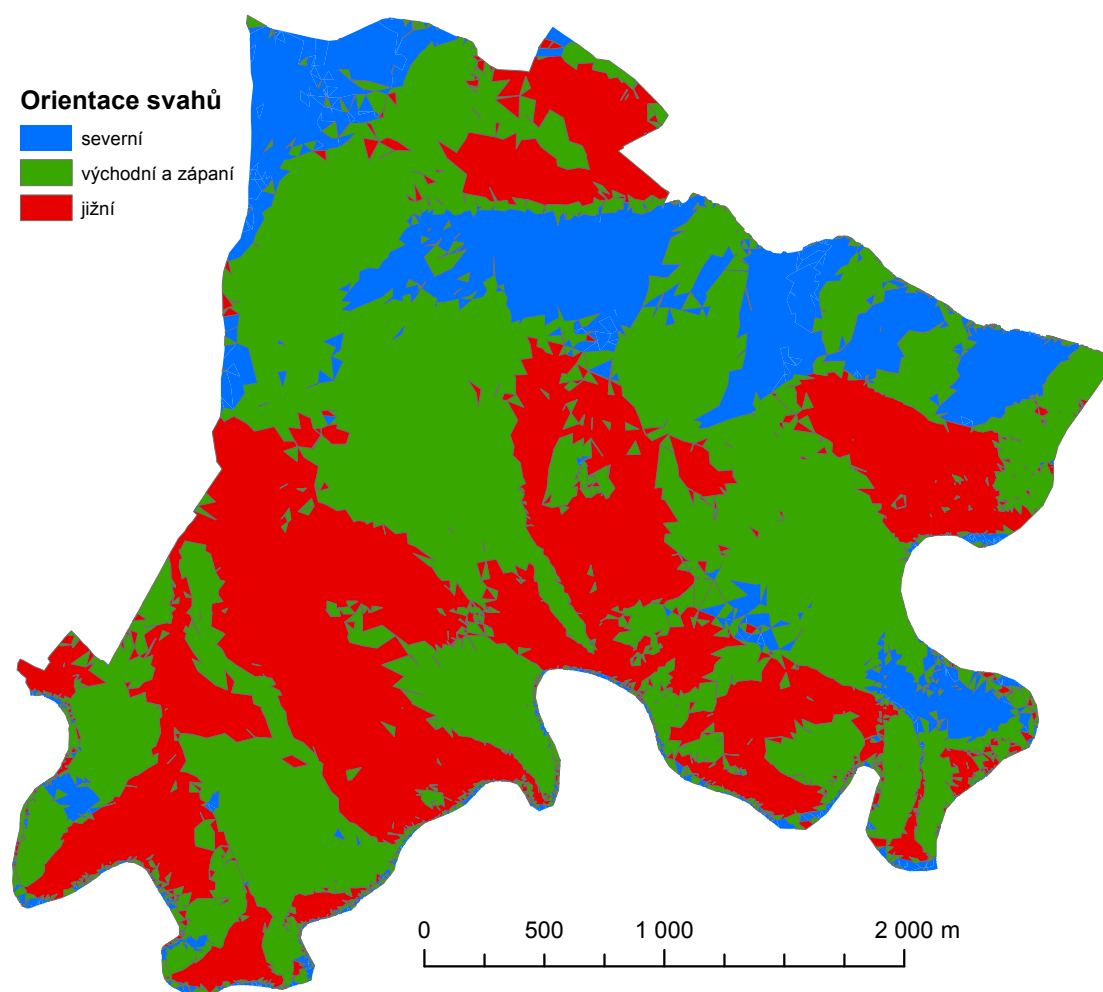 Orientace svahů
severní
východní a zápaní
jižní
0 500 1 000 2 000 m